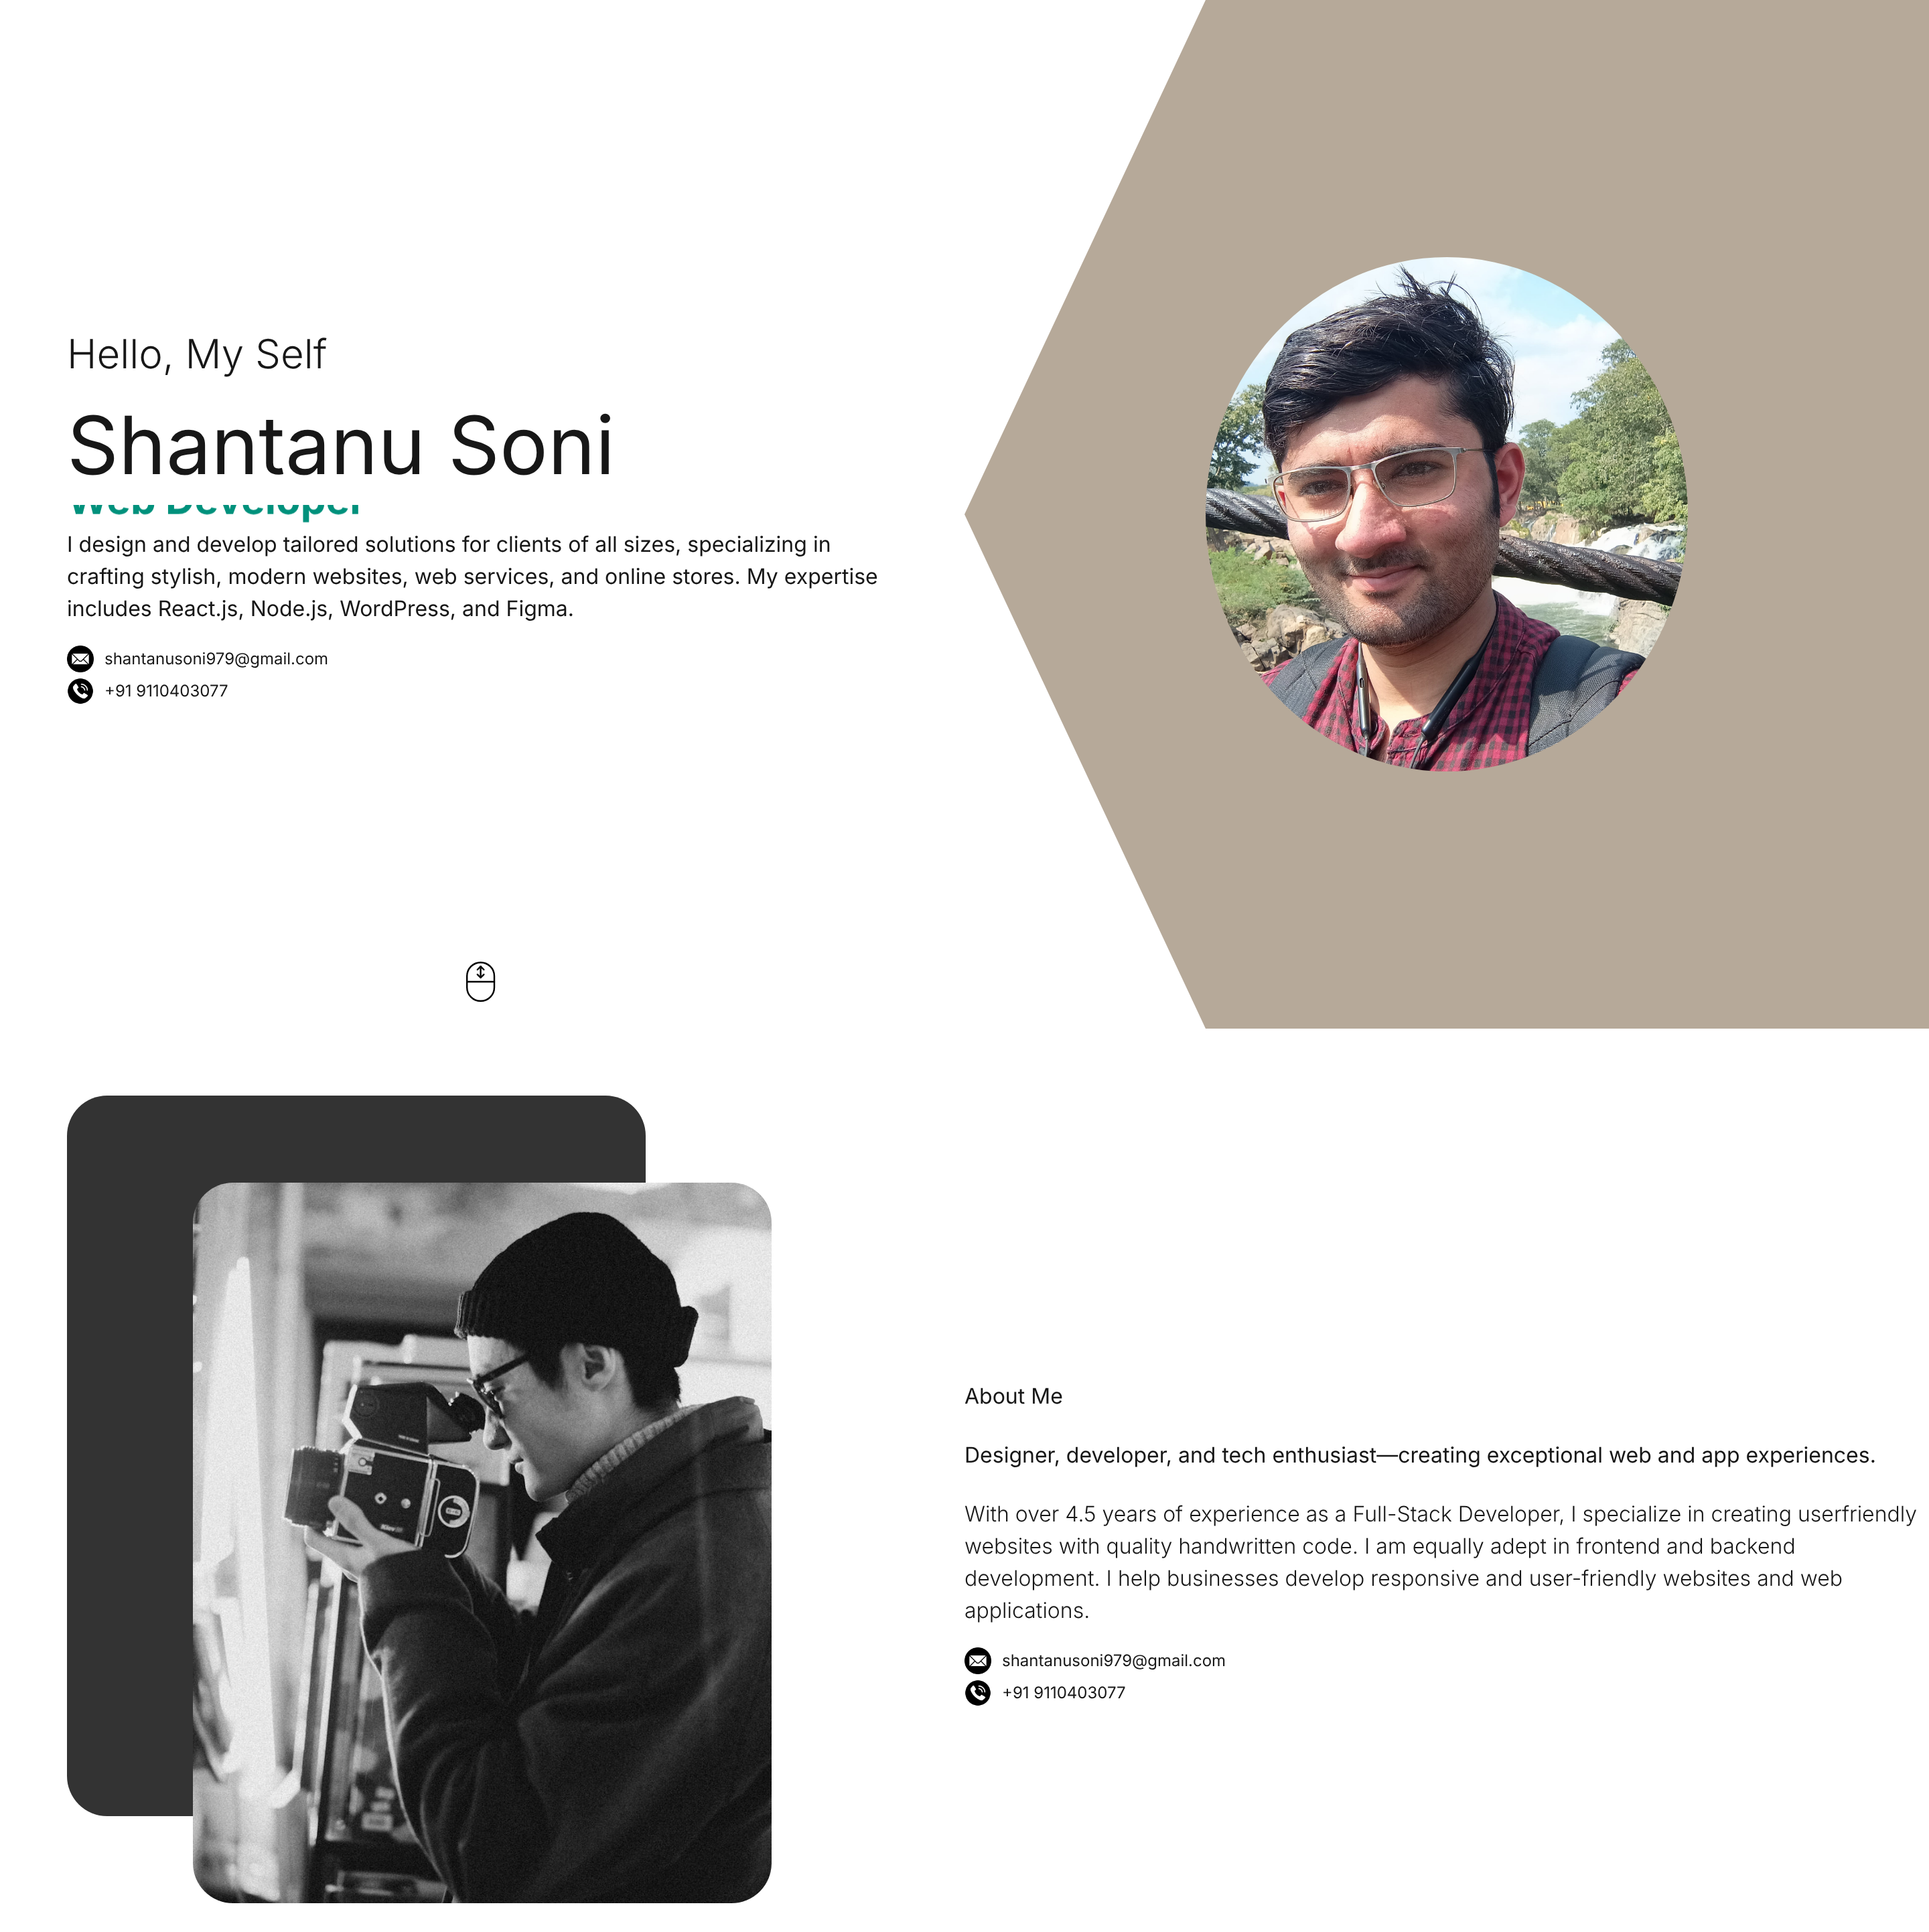 Hello, My Self
Shantanu Soni
Web Developer
I design and develop tailored solutions for clients of all sizes, specializing in
crafting stylish, modern websites, web services, and online stores. My expertise
includes React.js, Node.js, WordPress, and Figma.
shantanusoni979@gmail.com
+91 9110403077
About Me
Designer, developer, and tech enthusiast—creating exceptional web and app experiences.
With over 4.5 years of experience as a Full-Stack Developer, I specialize in creating userfriendly
websites with quality handwritten code. I am equally adept in frontend and backend
development. I help businesses develop responsive and user-friendly websites and web
applications.
shantanusoni979@gmail.com
+91 9110403077